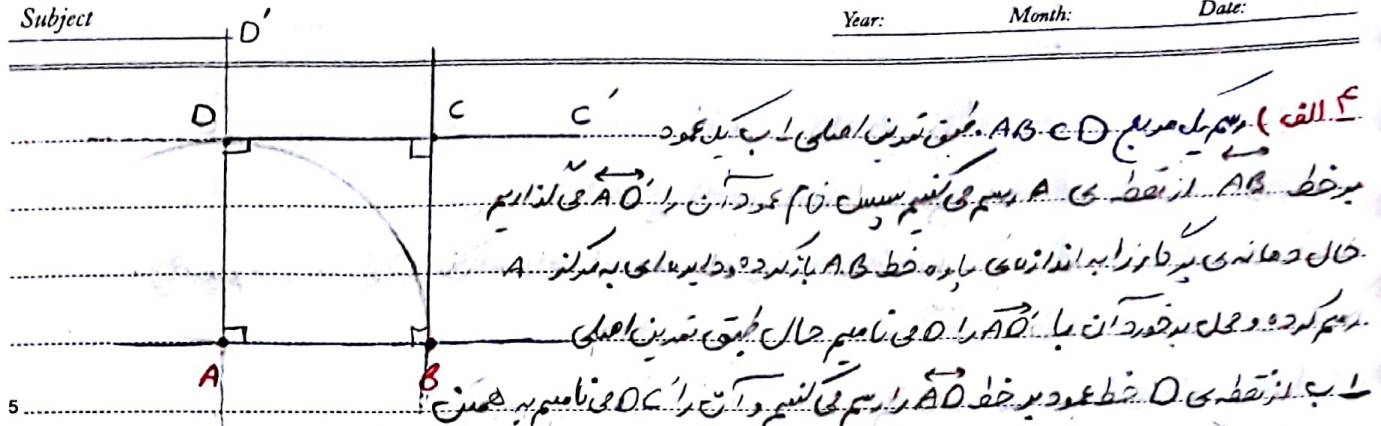 Subject Year: Month: Date:
D'
D C C'
۴ الف) رسم یک مربع ABCD. طبق تمرین اصلی ۱ ب یک عمود
بر خط AB از نقطه ی A رسم می کنیم سپس نام عمود آن را AD' می گذاریم
حال دهانه ی پرگار را به اندازه ی پاره خط AB باز کرده و دایره ای به مرکز A
رسم کرده و محل برخورد آن با AD' را D می نامیم حال طبق تمرین اصلی
A B
۱ ب از نقطه ی D خط عمود بر خط AD را رسم می کنیم و آن را DC' می نامیم به همین
5